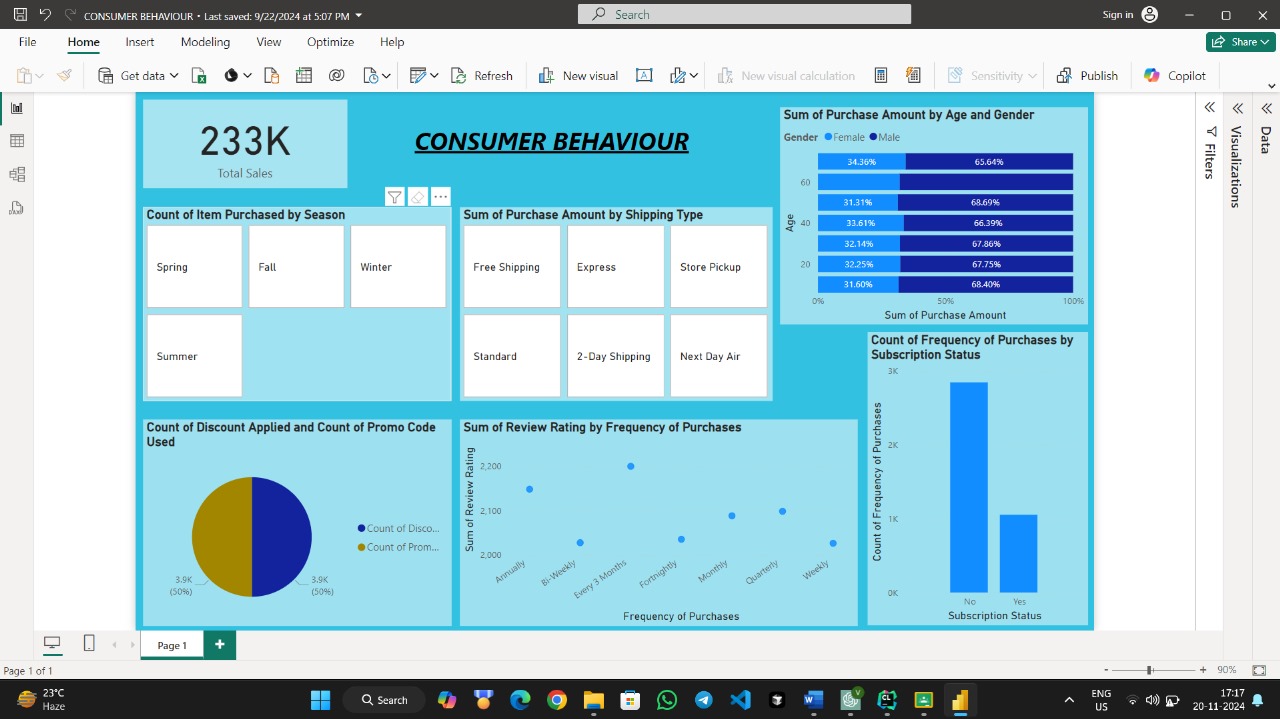 CONSUMER BEHAVIOUR • Last saved: 9/22/2024 at 5:07 PM
Search
Sign in
File Home Insert Modeling View Optimize Help
Share
Get data
Refresh
New visual
New visual calculation
Sensitivity
Publish
Copilot
233K
Total Sales
CONSUMER BEHAVIOUR
Sum of Purchase Amount by Age and Gender
Gender Female Male
34.36% 65.64%
60
31.31% 68.69%
40 33.61% 66.39%
32.14% 67.86%
20 32.25% 67.75%
31.60% 68.40%
Age
0% 50% 100%
Sum of Purchase Amount
Filters
Visualizations
Data
Count of Item Purchased by Season
Spring Fall Winter
Summer
Sum of Purchase Amount by Shipping Type
Free Shipping Express Store Pickup
Standard 2-Day Shipping Next Day Air
Count of Frequency of Purchases by
Subscription Status
3K
2K
1K
0K
Count of Frequency of Purchases
No Yes
Subscription Status
Count of Discount Applied and Count of Promo Code
Used
Count of Disco...
Count of Prom...
3.9K
(50%)
3.9K
(50%)
Sum of Review Rating by Frequency of Purchases
Sum of Review Rating
2,200
2,100
2,000
Annually Bi-Weekly Every 3 Months Fortnightly Monthly Quarterly Weekly
Frequency of Purchases
Page 1
+
Page 1 of 1
- + 90%
23°C
Haze
Search
ENG
US
17:17
20-11-2024